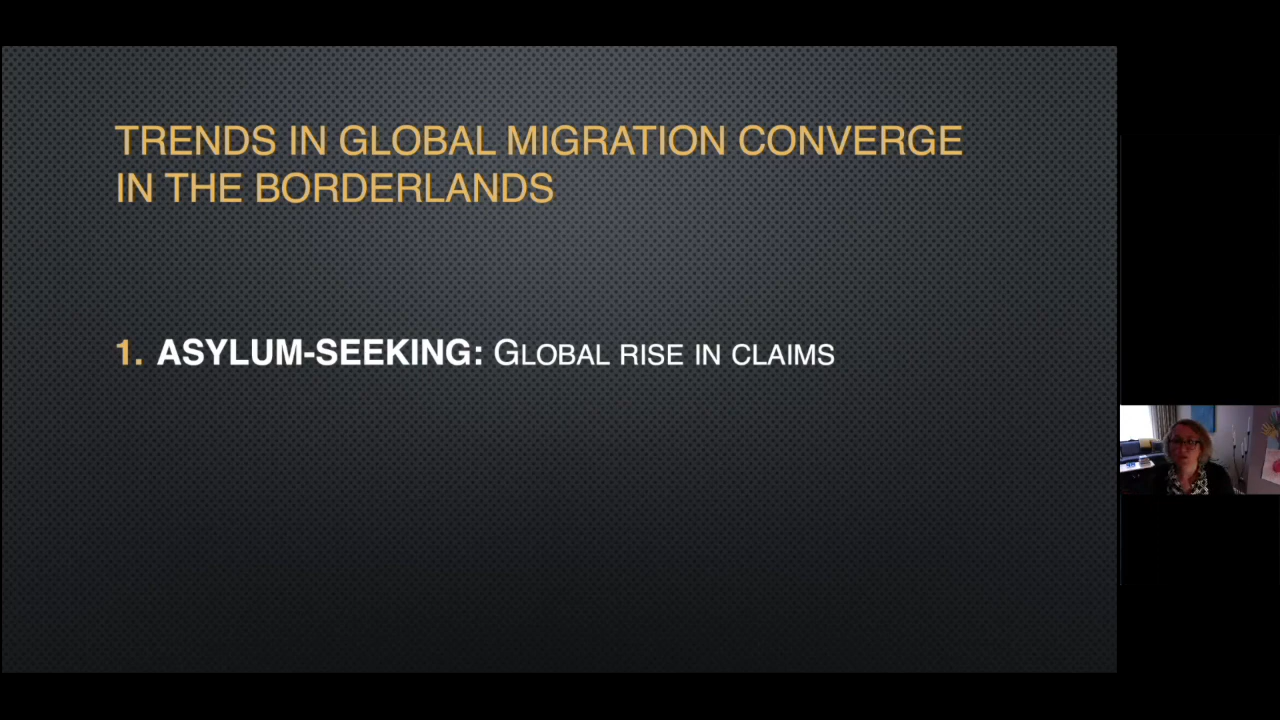 TRENDS IN GLOBAL MIGRATION CONVERGE
IN THE BORDERLANDS
1. ASYLUM-SEEKING: GLOBAL RISE IN CLAIMS